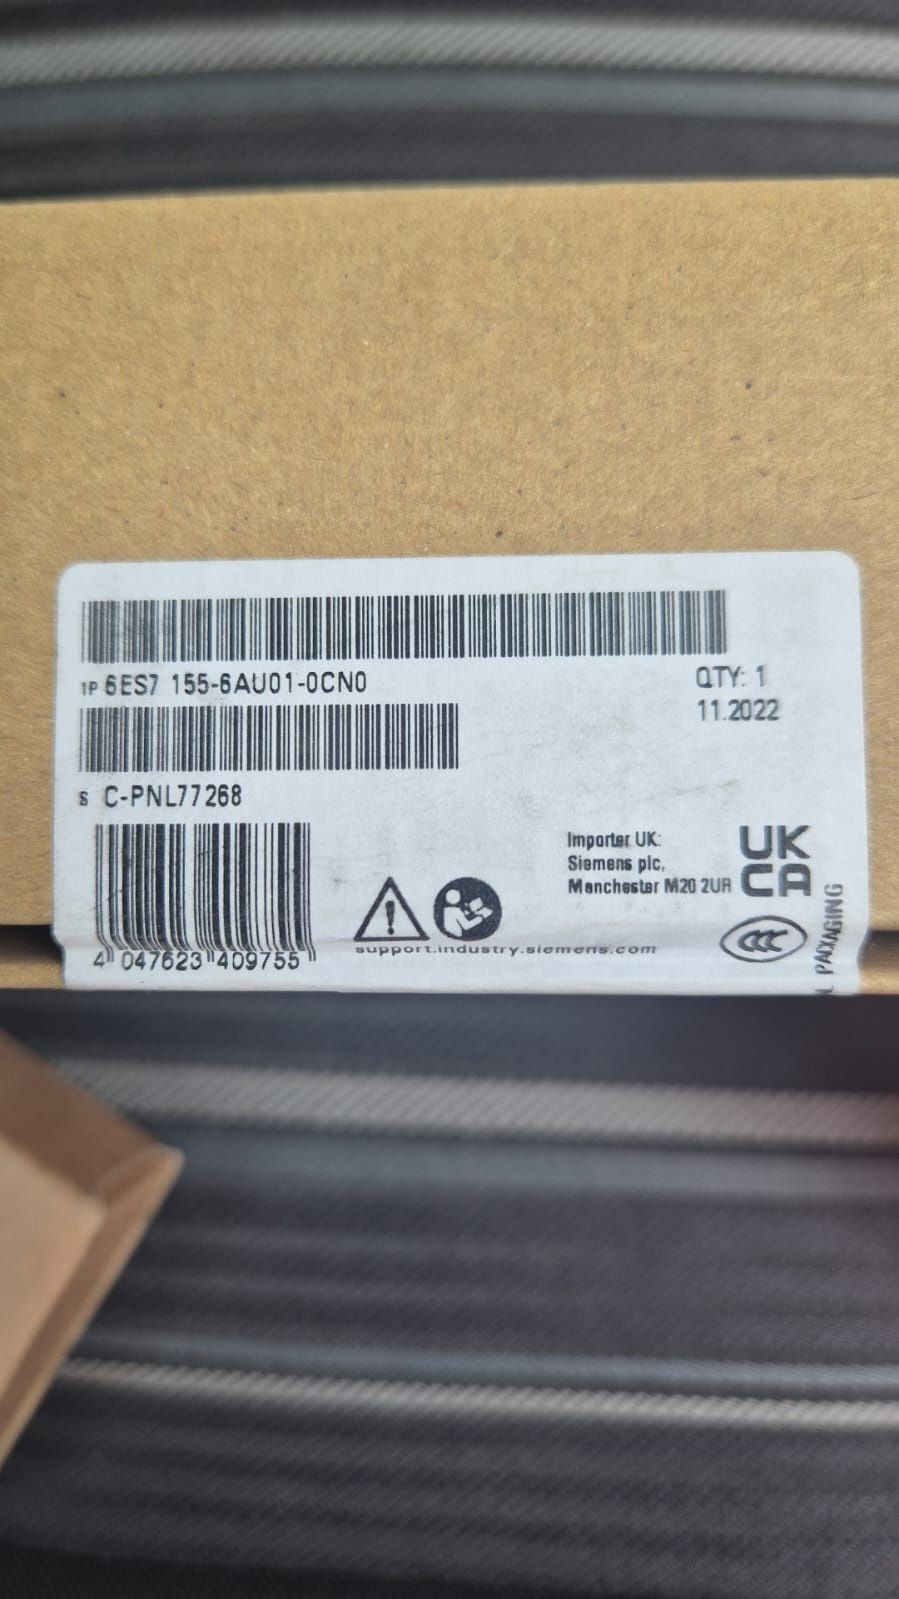 1P 6ES7 155-6AU01-0CN0
QTY: 1
11.2022
S C-PNL77268
Importer UK:
Siemens plc,
Manchester M20 2UR
UK
CA
4 047623 409755
support.industry.siemens.com
CCC
PACKAGING